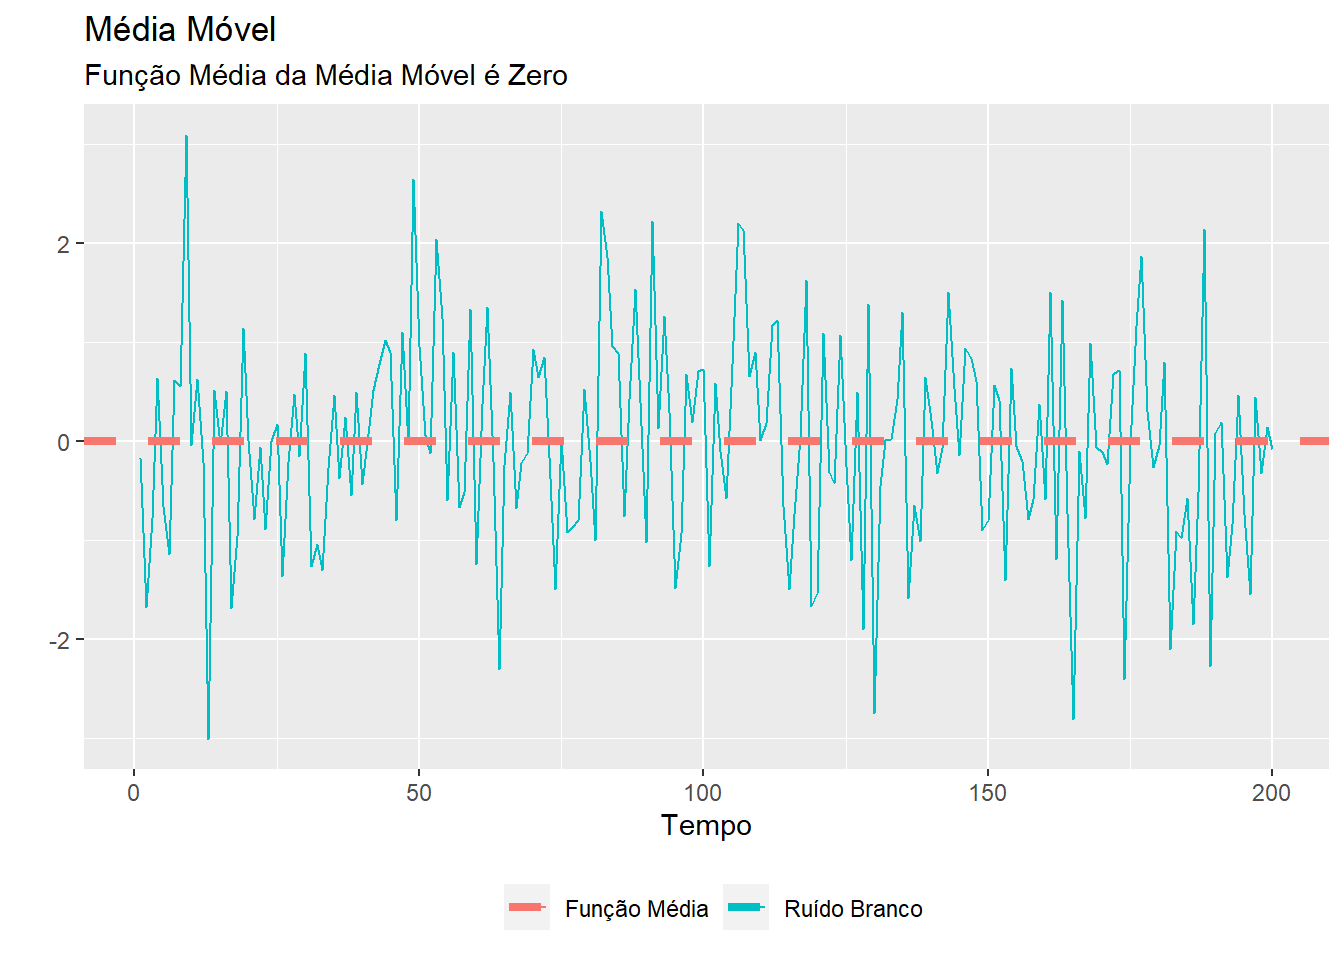 Média Móvel
Função Média da Média Móvel é Zero
2
0
-2
0 50 100 150 200
Tempo
Função Média Ruído Branco